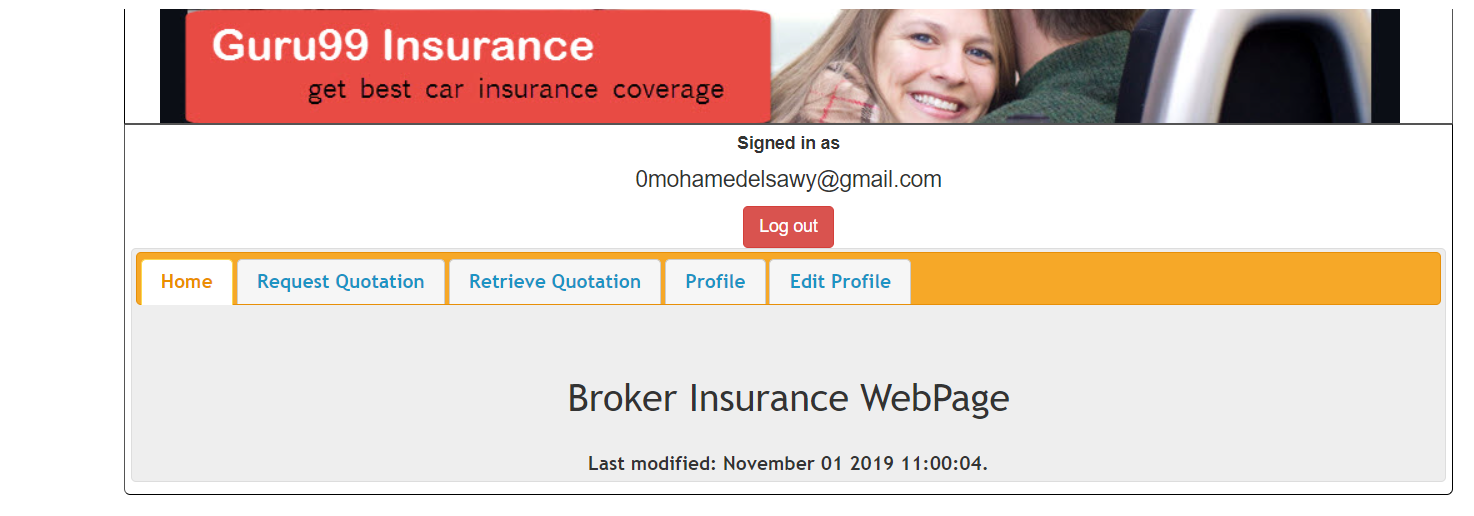 Guru99 Insurance
get best car insurance coverage
Signed in as
0mohamedelsawy@gmail.com
Log out
Home Request Quotation Retrieve Quotation Profile Edit Profile
Broker Insurance WebPage
Last modified: November 01 2019 11:00:04.